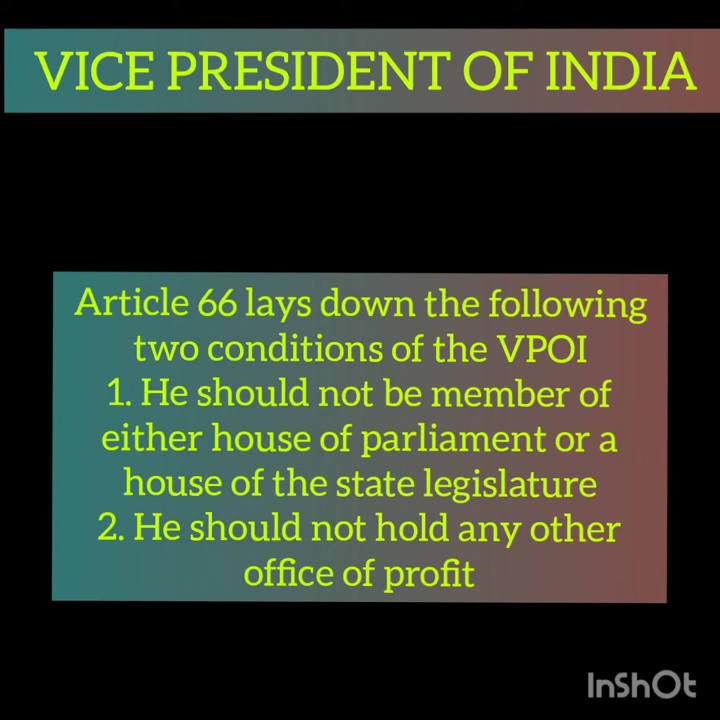 VICE PRESIDENT OF INDIA
Article 66 lays down the following
two conditions of the VPOI
1. He should not be member of
either house of parliament or a
house of the state legislature
2. He should not hold any other
office of profit
InShOt